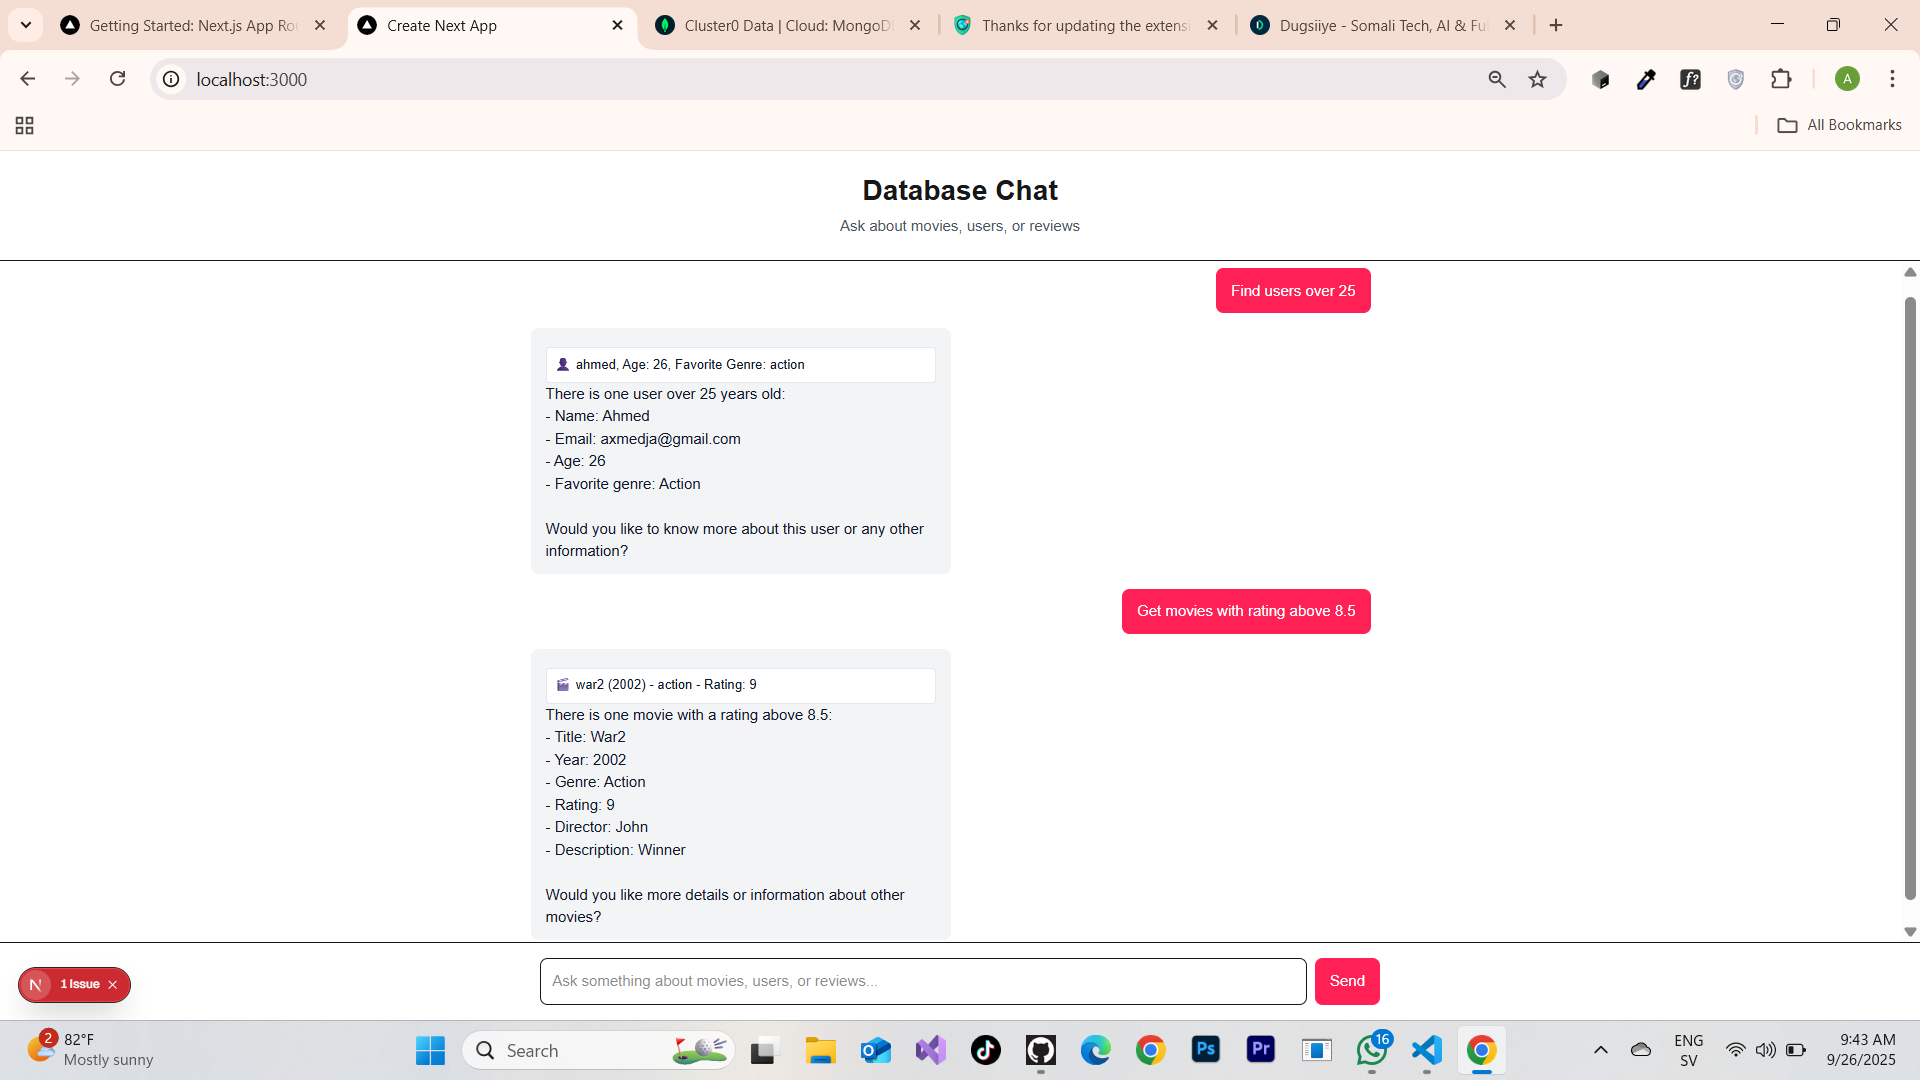 Getting Started: Next.js App Ro
Create Next App
Cluster0 Data | Cloud: MongoD
Thanks for updating the extensi
Dugsiiye - Somali Tech, AI & Ful
localhost:3000
A
All Bookmarks
Database Chat
Ask about movies, users, or reviews
Find users over 25
ahmed, Age: 26, Favorite Genre: action
There is one user over 25 years old:
- Name: Ahmed
- Email: axmedja@gmail.com
- Age: 26
- Favorite genre: Action
Would you like to know more about this user or any other
information?
Get movies with rating above 8.5
war2 (2002) - action - Rating: 9
There is one movie with a rating above 8.5:
- Title: War2
- Year: 2002
- Genre: Action
- Rating: 9
- Director: John
- Description: Winner
Would you like more details or information about other
movies?
Ask something about movies, users, or reviews...
Send
N 1 Issue
2
82°F
Mostly sunny
Search
Ps
Pr
16
ENG
SV
9:43 AM
9/26/2025